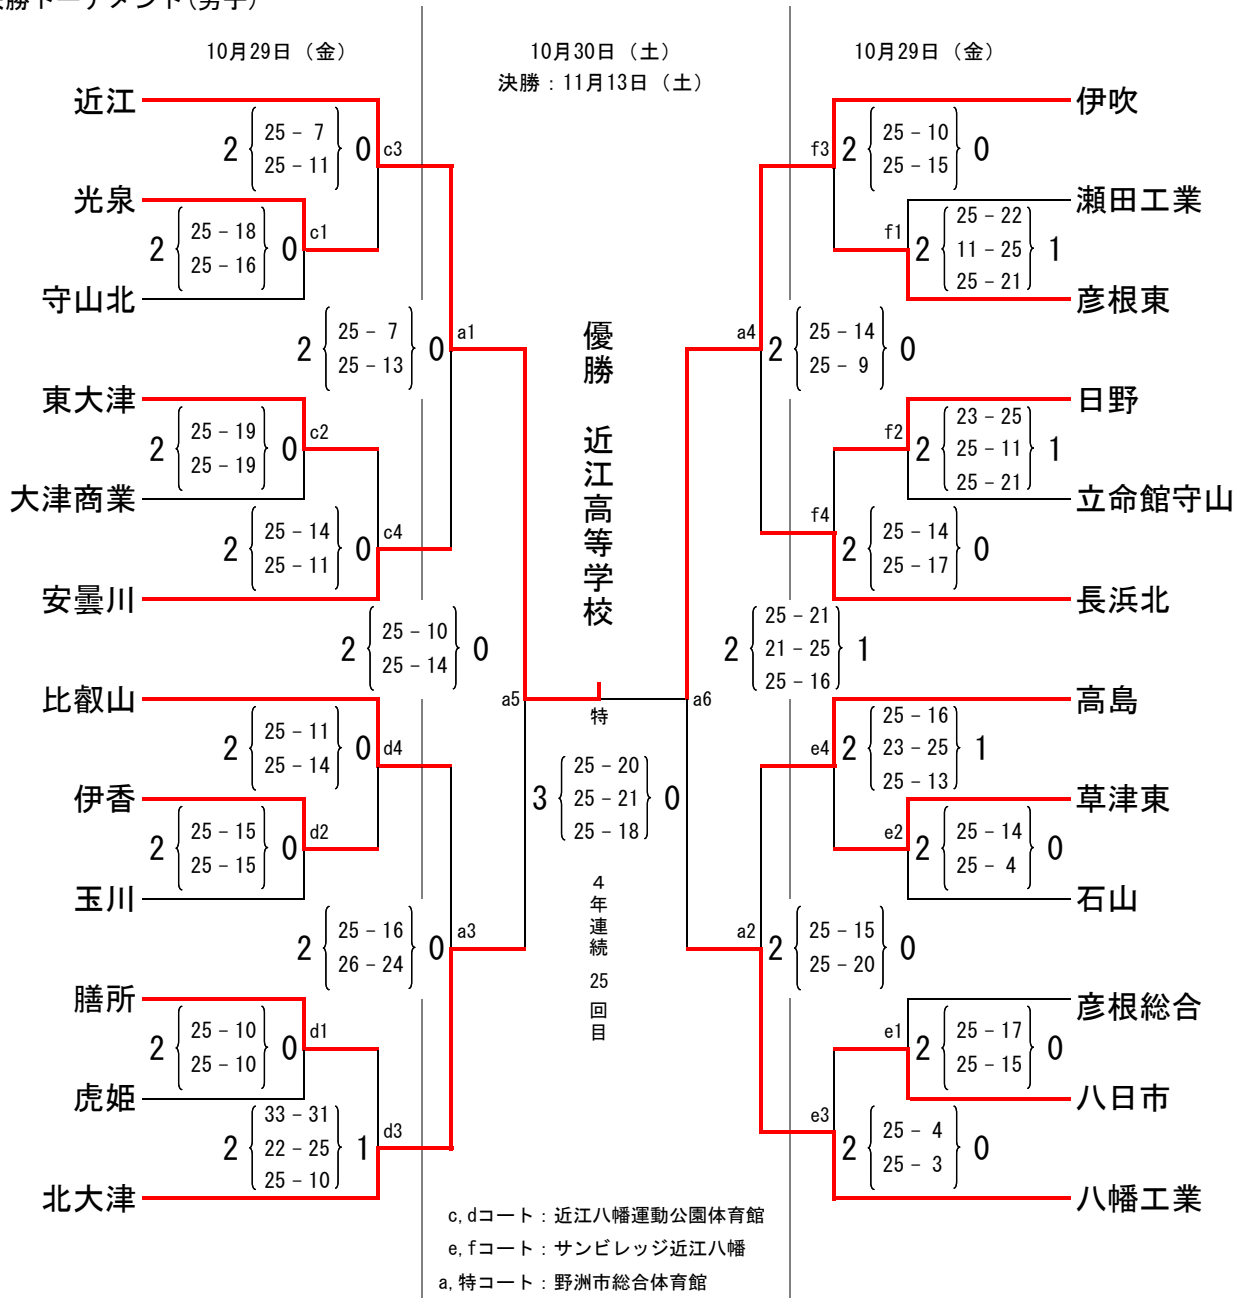 勝トーナメント(男子)
10月29日（金）
10月30日（土）
決勝：11月13日（土）
10月29日（金）
近江
2 25－7 0 c3
25－11
光泉
2 25－18 0 c1
25－16
守山北
2 25－7 0 a1
25－13
東大津
2 25－19 0 c2
25－19
大津商業
2 25－14 0 c4
25－11
安曇川
2 25－10 0 a5
25－14
比叡山
2 25－11 0 d4
25－14
伊香
2 25－15 0 d2
25－15
玉川
2 25－16 0 a3
26－24
膳所
2 25－10 0 d1
25－10
虎姫
2 33－31 1 d3
22－25
25－10
北大津
優勝　近江高等学校
特
3 25－20 0
25－21
25－18
4年連続 25 回目
伊吹
f3 2 25－10 0
25－15
瀬田工業
f1 2 25－22 1
11－25
25－21
彦根東
a4 2 25－14 0
25－9
日野
f2 2 23－25 1
25－11
25－21
立命館守山
f4 2 25－14 0
25－17
長浜北
a6 2 25－21 1
21－25
25－16
高島
e4 2 25－16 1
23－25
25－13
草津東
e2 2 25－14 0
25－4
石山
a2 2 25－15 0
25－20
彦根総合
e1 2 25－17 0
25－15
八日市
e3 2 25－4 0
25－3
八幡工業
c,dコート：近江八幡運動公園体育館
e,fコート：サンビレッジ近江八幡
a,特コート：野洲市総合体育館